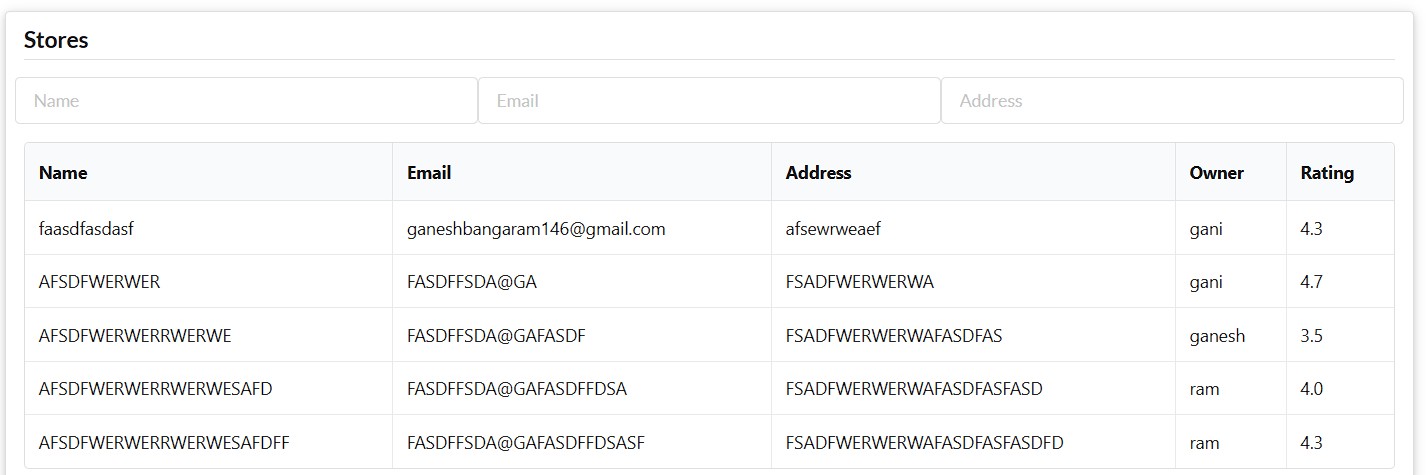 Stores
Name Email Address
Name Email Address Owner Rating
faasdfasdasf ganeshbangaram146@gmail.com afsewrweaef gani 4.3
AFSDFWERWER FASDFFSDA@GA FSADFWERWERWA gani 4.7
AFSDFWERWERRWERWE FASDFFSDA@GAFASDF FSADFWERWERWAFASDFAS ganesh 3.5
AFSDFWERWERRWERWESAFD FASDFFSDA@GAFASDFFDSA FSADFWERWERWAFASDFASFASD ram 4.0
AFSDFWERWERRWERWESAFDFF FASDFFSDA@GAFASDFFDSASF FSADFWERWERWAFASDFASFASDFD ram 4.3